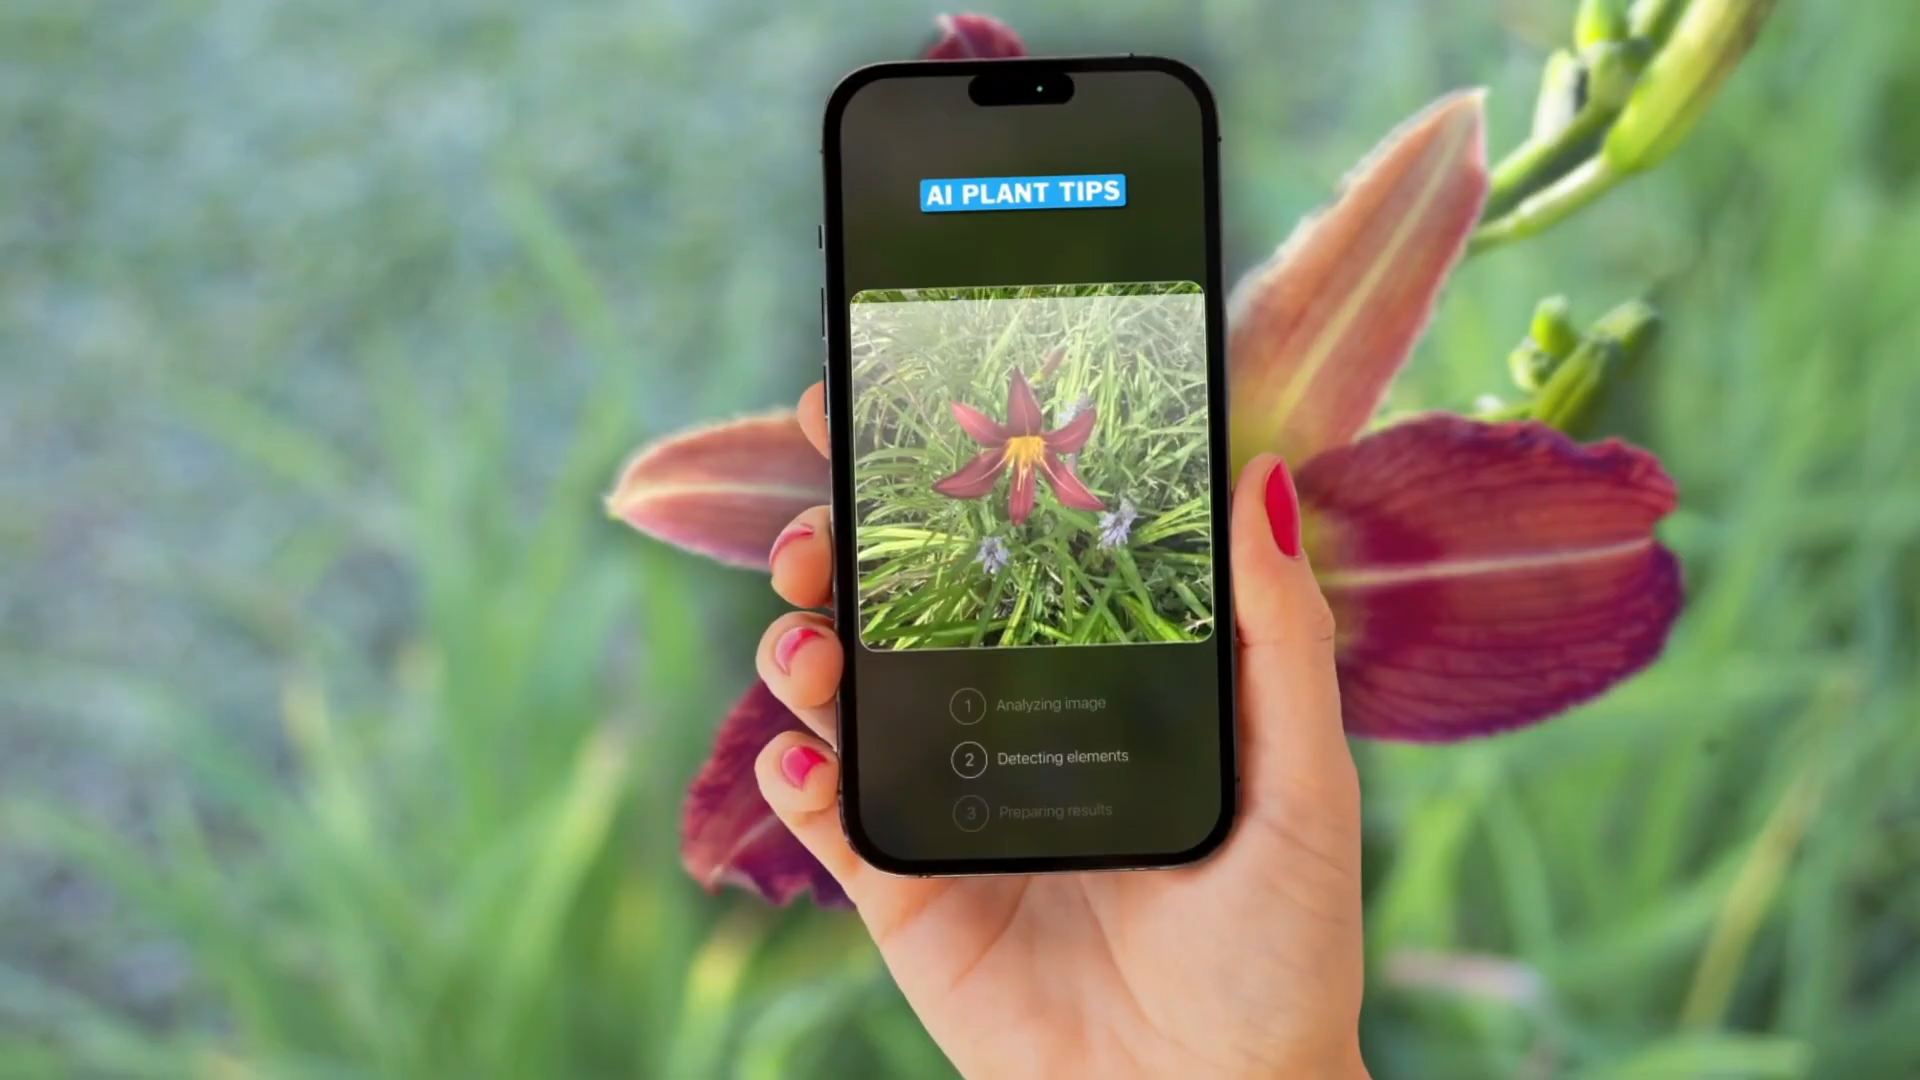 AI PLANT TIPS
1 Analyzing image
2 Detecting elements
3 Preparing results